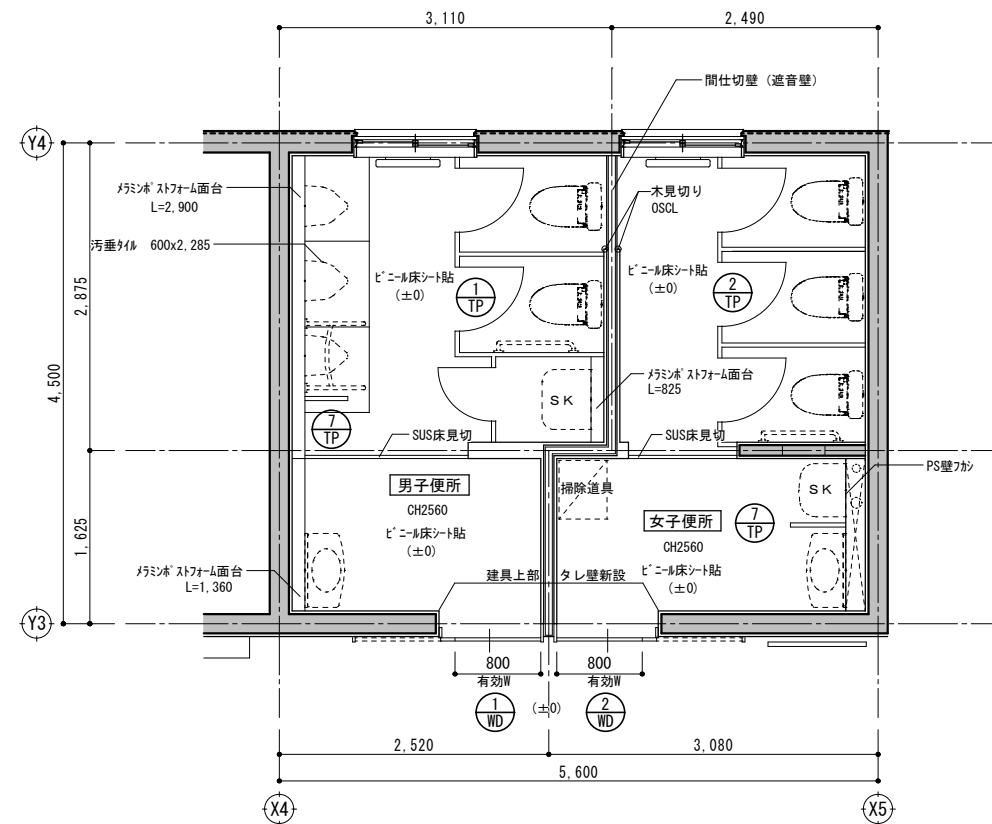 3,110
2,490
間仕切壁（遮音壁）
Y4
メラミンポストフォーム面台
L=2,900
木見切り
OSCL
汚垂タイル 600x2,285
ビニール床シート貼
(±0)
1
TP
ビニール床シート貼
(±0)
2
TP
2,875
4,500
メラミンポストフォーム面台
L=825
SK
7
TP
SUS床見切
SUS床見切
PS壁フカシ
男子便所
CH2560
ビニール床シート貼
(±0)
掃除道具
SK
女子便所
CH2560
ビニール床シート貼
(±0)
7
TP
1,625
メラミンポストフォーム面台
L=1,360
建具上部 タレ壁新設
Y3
800
有効W
800
有効W
1
WD
(±0)
2
WD
2,520
3,080
5,600
X4
X5